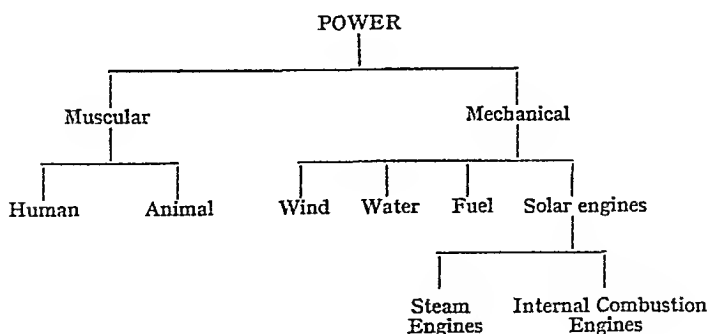 POWER
Muscular Mechanical
Human Animal Wind Water Fuel Solar engines
Steam Internal Combustion
Engines Engines